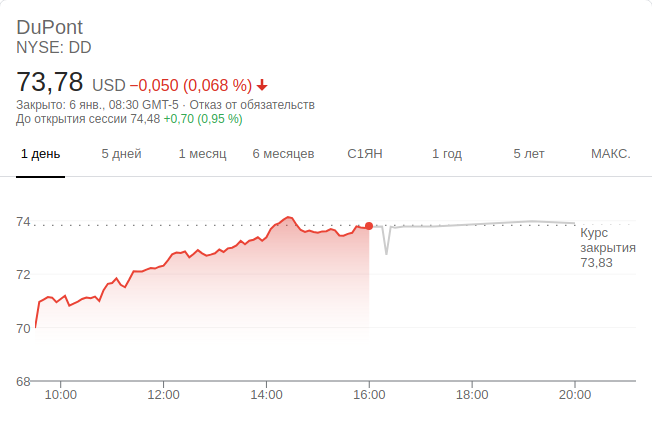 DuPont
NYSE: DD
73,78 USD −0,050 (0,068 %)
Закрыто: 6 янв., 08:30 GMT-5 · Отказ от обязательств
До открытия сессии 74,48 +0,70 (0,95 %)
1 день 5 дней 1 месяц 6 месяцев С1ЯН 1 год 5 лет МАКС.
74
Курс
закрытия
73,83
72
70
68
10:00 12:00 14:00 16:00 18:00 20:00